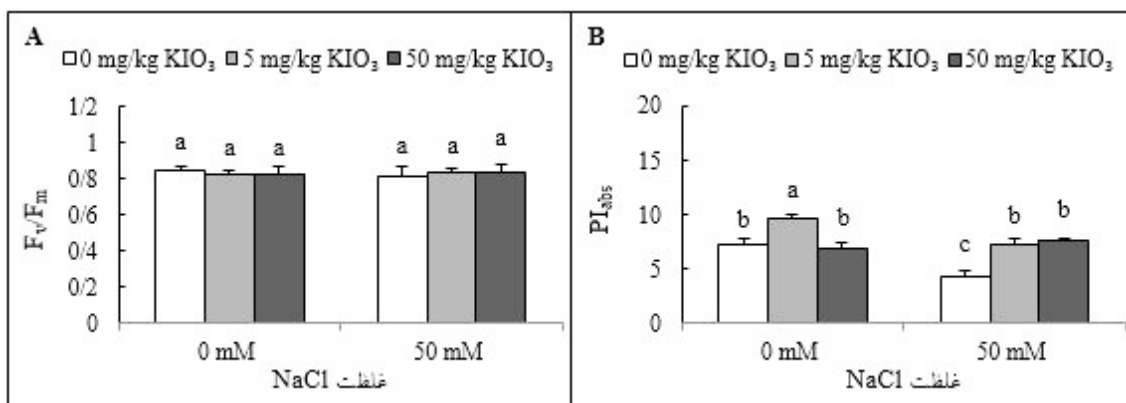 A
0 mg/kg KIO₃ 5 mg/kg KIO₃ 50 mg/kg KIO₃
1/2
1
0/8
0/6
0/4
0/2
0
Fv/Fm
a a a a a a
0 mM 50 mM
غلظت NaCl
B
0 mg/kg KIO₃ 5 mg/kg KIO₃ 50 mg/kg KIO₃
20
15
10
5
0
PIabs
b a b c b b
0 mM 50 mM
غلظت NaCl